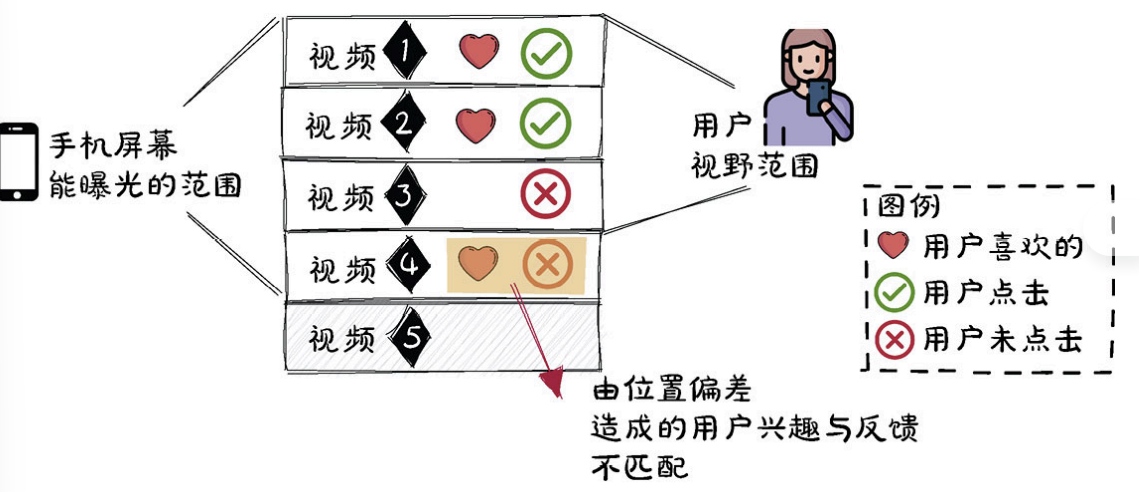 视频 1
视频 2
视频 3
视频 4
视频 5
手机屏幕
能曝光的范围
用户
视野范围
图例
用户喜欢的
用户点击
用户未点击
由位置偏差
造成的用户兴趣与反馈
不匹配